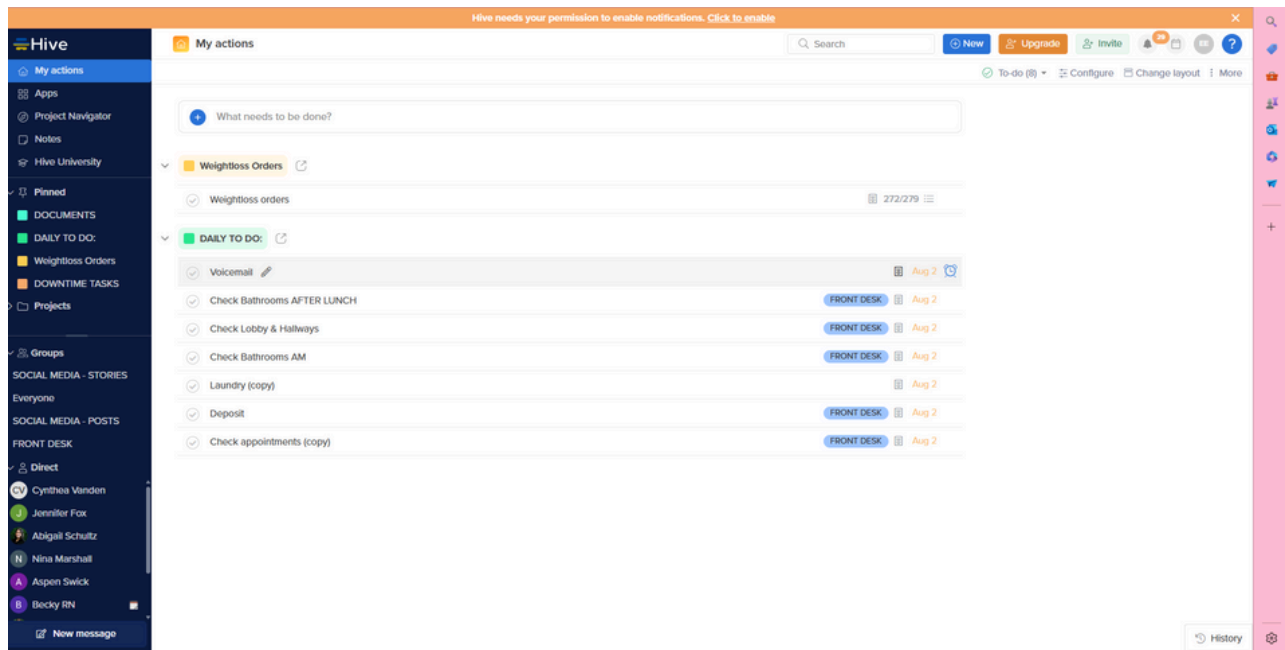 Hive needs your permission to enable notifications. Click to enable
Hive
My actions
Search
New
Upgrade
Invite
?
My actions
Apps
Project Navigator
Notes
Hive University
Pinned
DOCUMENTS
DAILY TO DO:
Weightloss Orders
DOWNTIME TASKS
Projects
Groups
SOCIAL MEDIA - STORIES
Everyone
SOCIAL MEDIA - POSTS
FRONT DESK
Direct
CV Cynthea Vanden
J Jennifer Fox
Abigail Schultz
N Nina Marshall
A Aspen Swick
B Becky RN
New message
To-do (8)
Configure
Change layout
More
What needs to be done?
Weightloss Orders
Weightloss orders 272/279
DAILY TO DO:
Voicemail Aug 2
Check Bathrooms AFTER LUNCH FRONT DESK Aug 2
Check Lobby & Hallways FRONT DESK Aug 2
Check Bathrooms AM FRONT DESK Aug 2
Laundry (copy) Aug 2
Deposit FRONT DESK Aug 2
Check appointments (copy) FRONT DESK Aug 2
History